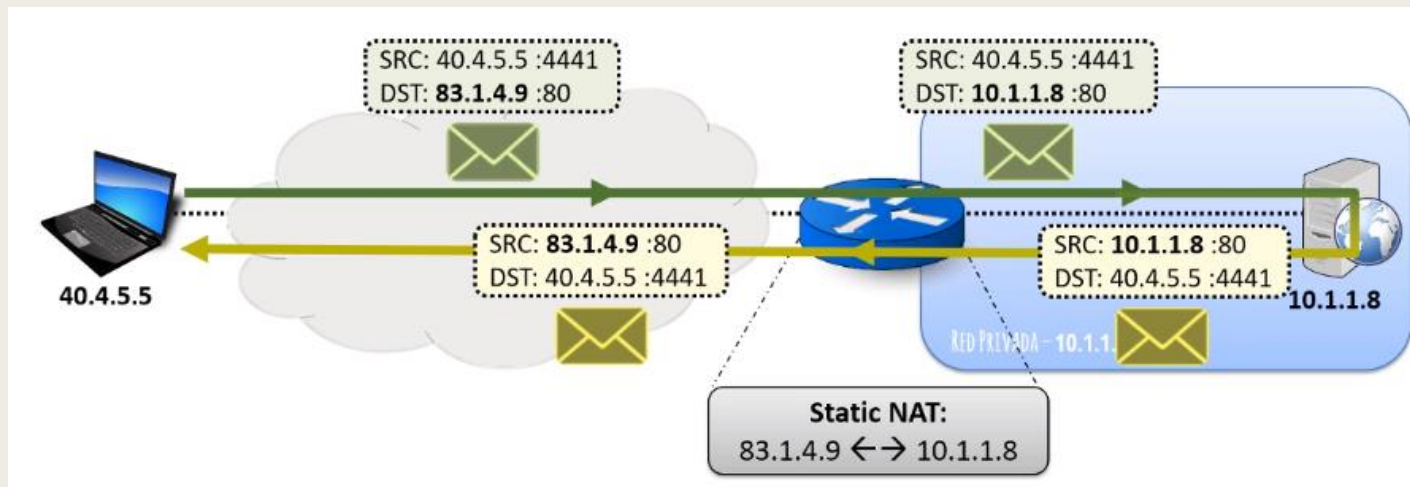 SRC: 40.4.5.5 :4441
DST: 83.1.4.9 :80
SRC: 40.4.5.5 :4441
DST: 10.1.1.8 :80
SRC: 83.1.4.9 :80
DST: 40.4.5.5 :4441
SRC: 10.1.1.8 :80
DST: 40.4.5.5 :4441
40.4.5.5
10.1.1.8
RED PRIVADA – 10.1.1.
Static NAT:
83.1.4.9 ←→ 10.1.1.8